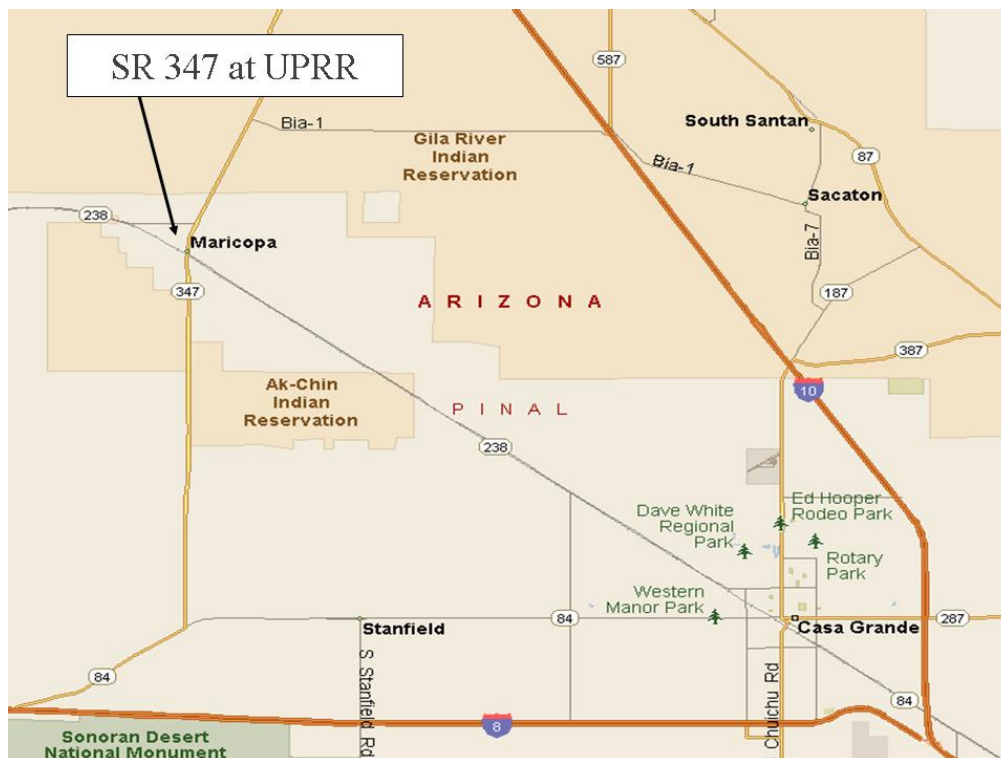 SR 347 at UPRR
587
South Santan
Bia-1
Gila River
Indian
Reservation
Bia-1
87
Sacaton
238
Maricopa
Bia-7
347
ARIZONA
187
387
Ak-Chin
Indian
Reservation
PINAL
10
238
Dave White
Regional
Park
Ed Hooper
Rodeo Park
Rotary
Park
Western
Manor Park
Stanfield
84
Casa Grande
287
84
S Stanfield Rd
Chuichu Rd
84
8
Sonoran Desert
National Monument